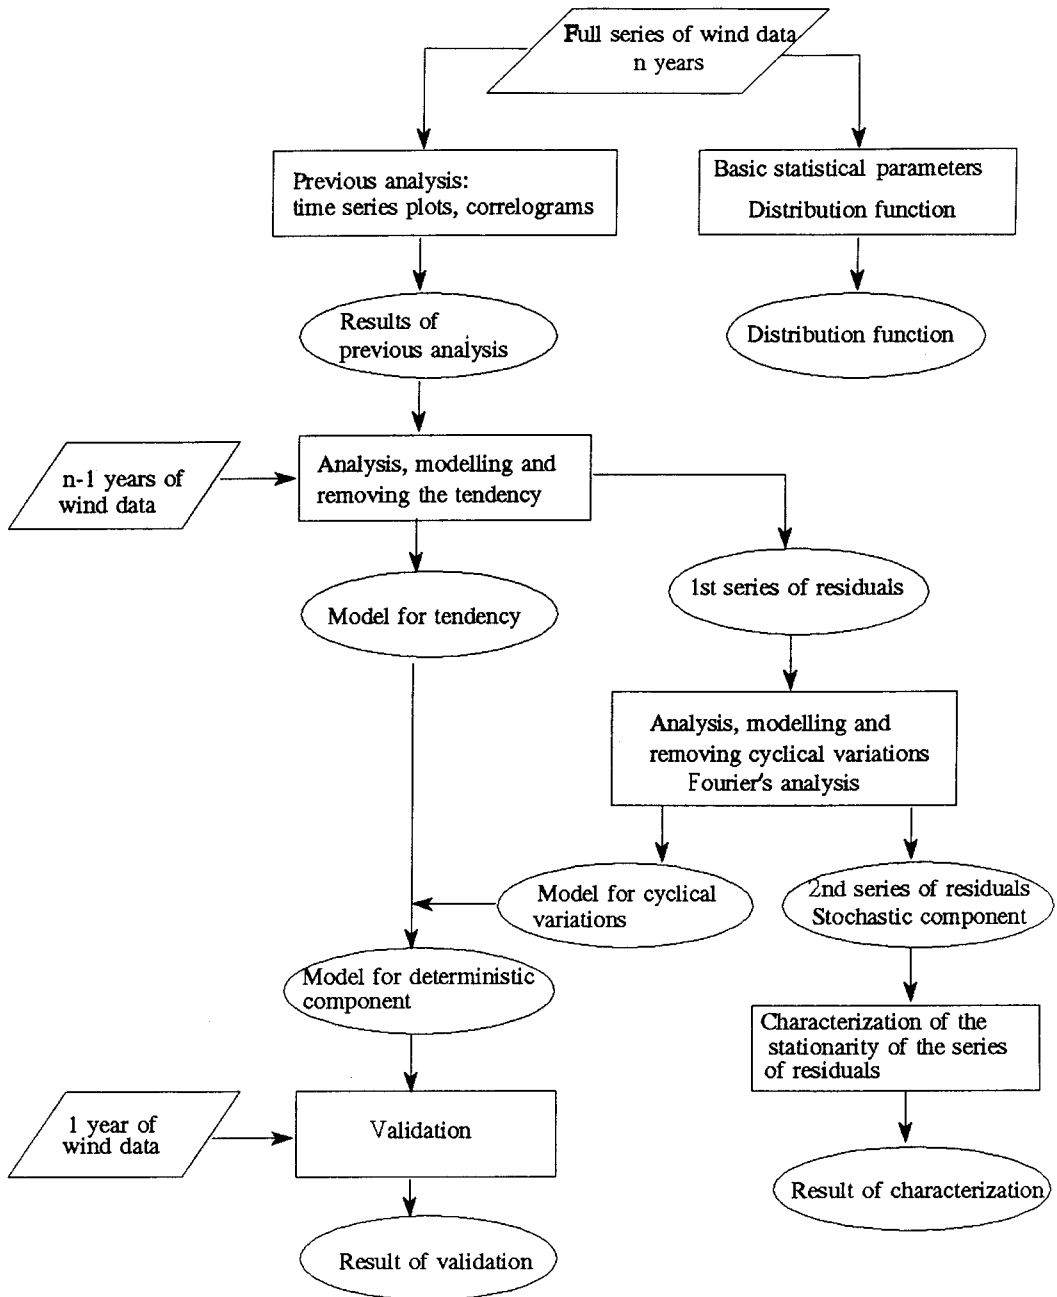 Full series of wind data
n years
Previous analysis:
time series plots, correlograms
Basic statistical parameters
Distribution function
Results of
previous analysis
Distribution function
n-1 years of
wind data
Analysis, modelling and
removing the tendency
Model for tendency
1st series of residuals
Analysis, modelling and
removing cyclical variations
Fourier's analysis
Model for cyclical
variations
2nd series of residuals
Stochastic component
Model for deterministic
component
Characterization of the
stationarity of the series
of residuals
1 year of
wind data
Validation
Result of characterization
Result of validation